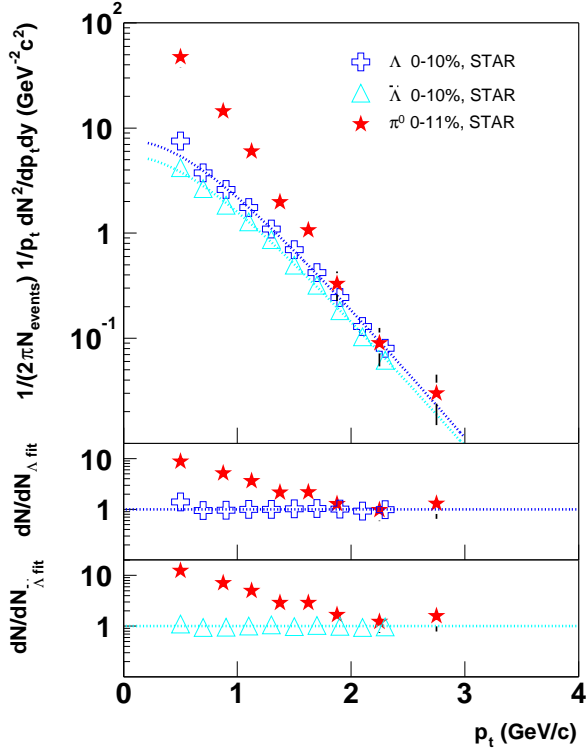 10²
Λ 0-10%, STAR
Λ̄ 0-10%, STAR
π⁰ 0-11%, STAR
10
1
10⁻¹
1/(2πN_events) 1/p_t dN²/dp_t dy (GeV⁻²c²)
10
1
dN/dN_Λ fit
10
1
dN/dN_Λ̄ fit
0 1 2 3 4
p_t (GeV/c)